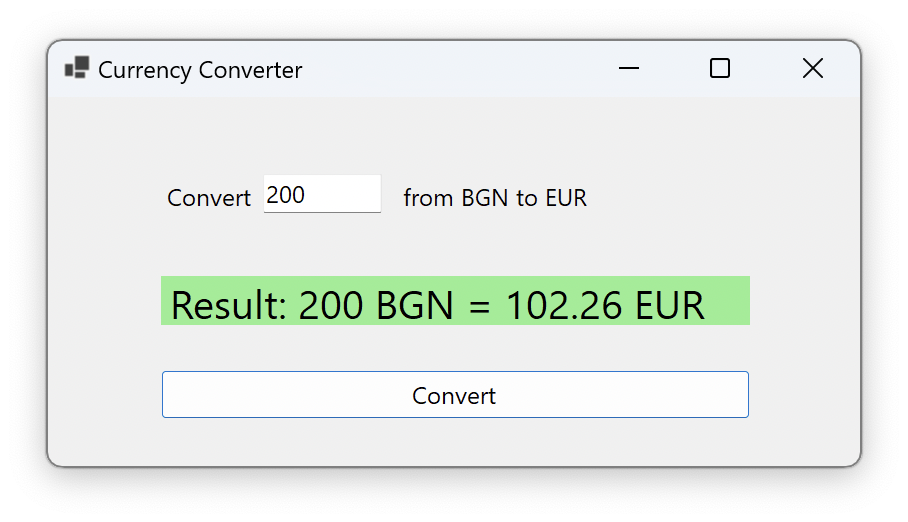 Currency Converter
Convert 200 from BGN to EUR
Result: 200 BGN = 102.26 EUR
Convert